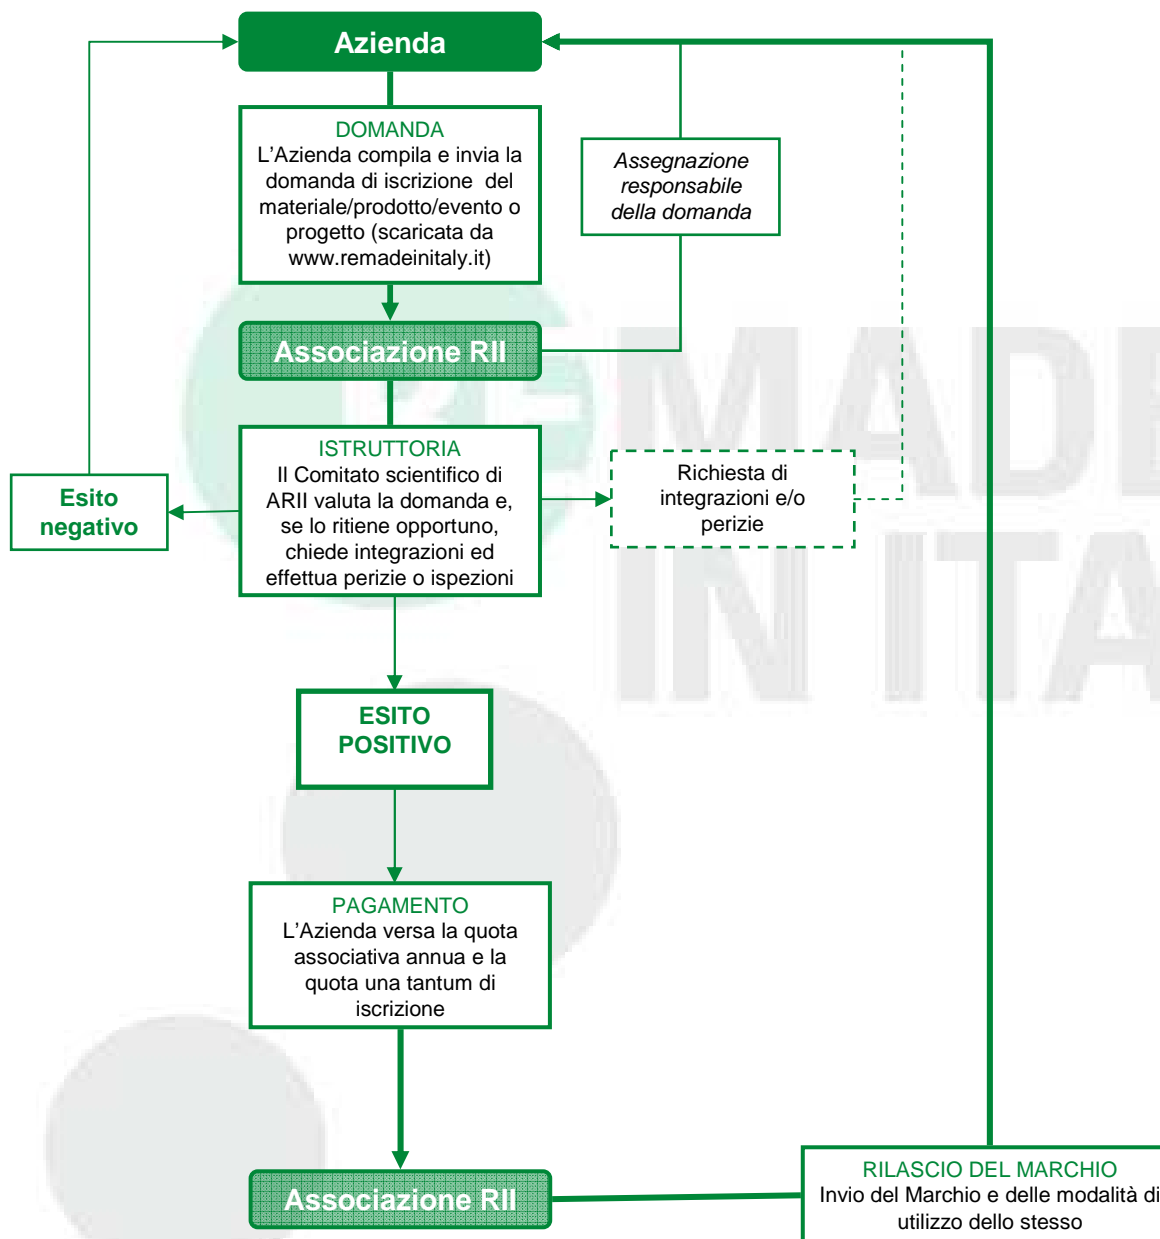 Azienda
DOMANDA
L’Azienda compila e invia la
domanda di iscrizione del
materiale/prodotto/evento o
progetto (scaricata da
www.remadeinitaly.it)
Assegnazione
responsabile
della domanda
Associazione RII
ISTRUTTORIA
Il Comitato scientifico di
ARII valuta la domanda e,
se lo ritiene opportuno,
chiede integrazioni ed
effettua perizie o ispezioni
Esito
negativo
Richiesta di
integrazioni e/o
perizie
ESITO
POSITIVO
PAGAMENTO
L’Azienda versa la quota
associativa annua e la
quota una tantum di
iscrizione
Associazione RII
RILASCIO DEL MARCHIO
Invio del Marchio e delle modalità di
utilizzo dello stesso
REMADE
IN ITA